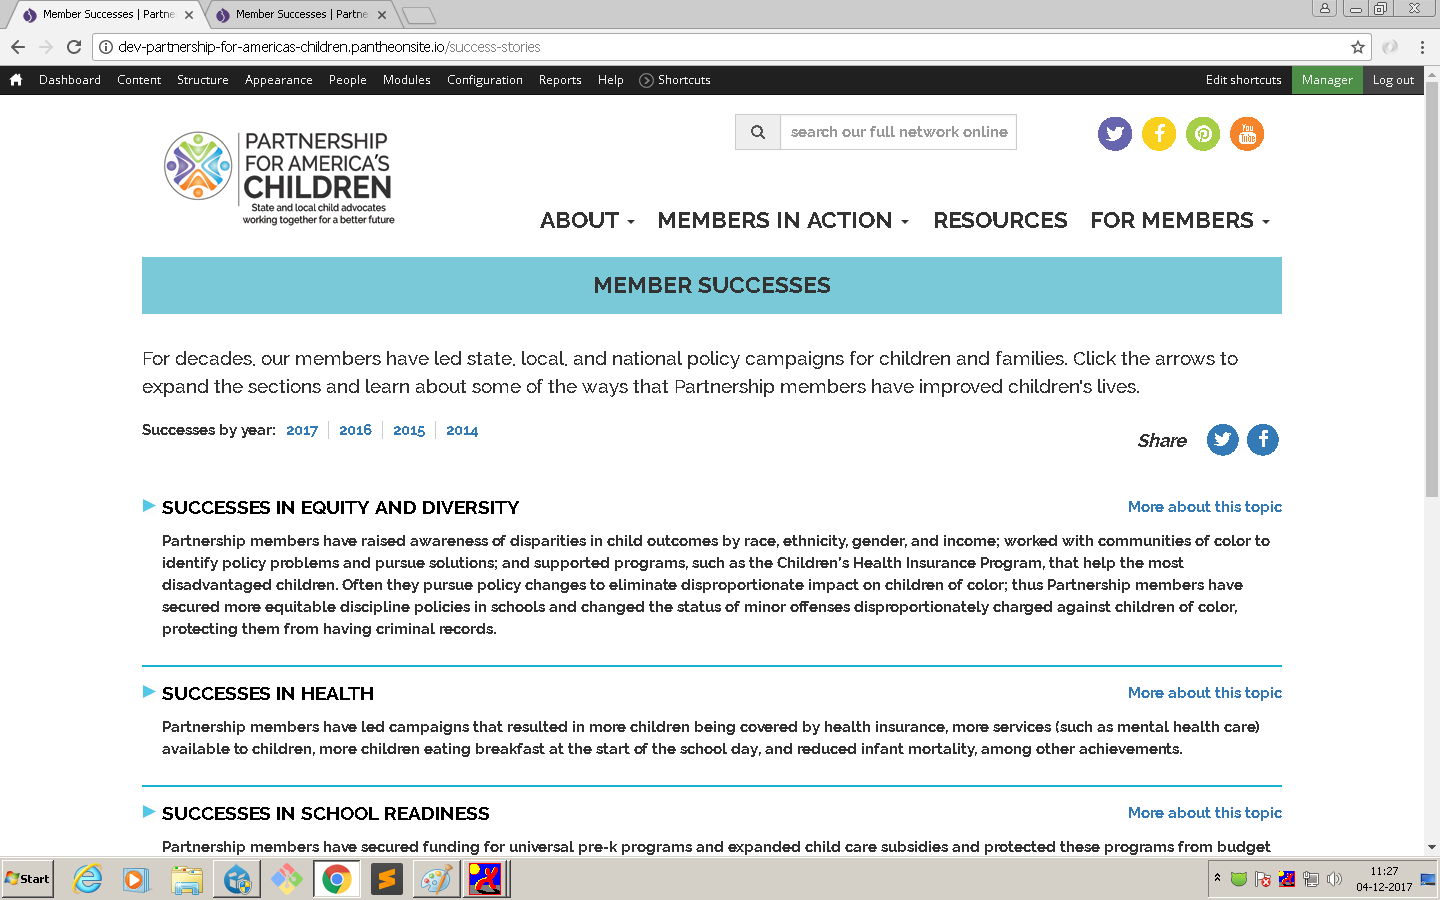 Member Successes | Partne
Member Successes | Partne
dev-partnership-for-americas-children.pantheonsite.io/success-stories
Dashboard Content Structure Appearance People Modules Configuration Reports Help Shortcuts Edit shortcuts Manager Log out
PARTNERSHIP
FOR AMERICA'S
CHILDREN
State and local child advocates
working together for a better future
search our full network online
You
Tube
ABOUT MEMBERS IN ACTION RESOURCES FOR MEMBERS
MEMBER SUCCESSES
For decades, our members have led state, local, and national policy campaigns for children and families. Click the arrows to
expand the sections and learn about some of the ways that Partnership members have improved children's lives.
Successes by year: 2017 2016 2015 2014
Share
SUCCESSES IN EQUITY AND DIVERSITY More about this topic
Partnership members have raised awareness of disparities in child outcomes by race, ethnicity, gender, and income; worked with communities of color to
identify policy problems and pursue solutions; and supported programs, such as the Children's Health Insurance Program, that help the most
disadvantaged children. Often they pursue policy changes to eliminate disproportionate impact on children of color; thus Partnership members have
secured more equitable discipline policies in schools and changed the status of minor offenses disproportionately charged against children of color,
protecting them from having criminal records.
SUCCESSES IN HEALTH More about this topic
Partnership members have led campaigns that resulted in more children being covered by health insurance, more services (such as mental health care)
available to children, more children eating breakfast at the start of the school day, and reduced infant mortality, among other achievements.
SUCCESSES IN SCHOOL READINESS More about this topic
Partnership members have secured funding for universal pre-k programs and expanded child care subsidies and protected these programs from budget
Start
11:27
04-12-2017